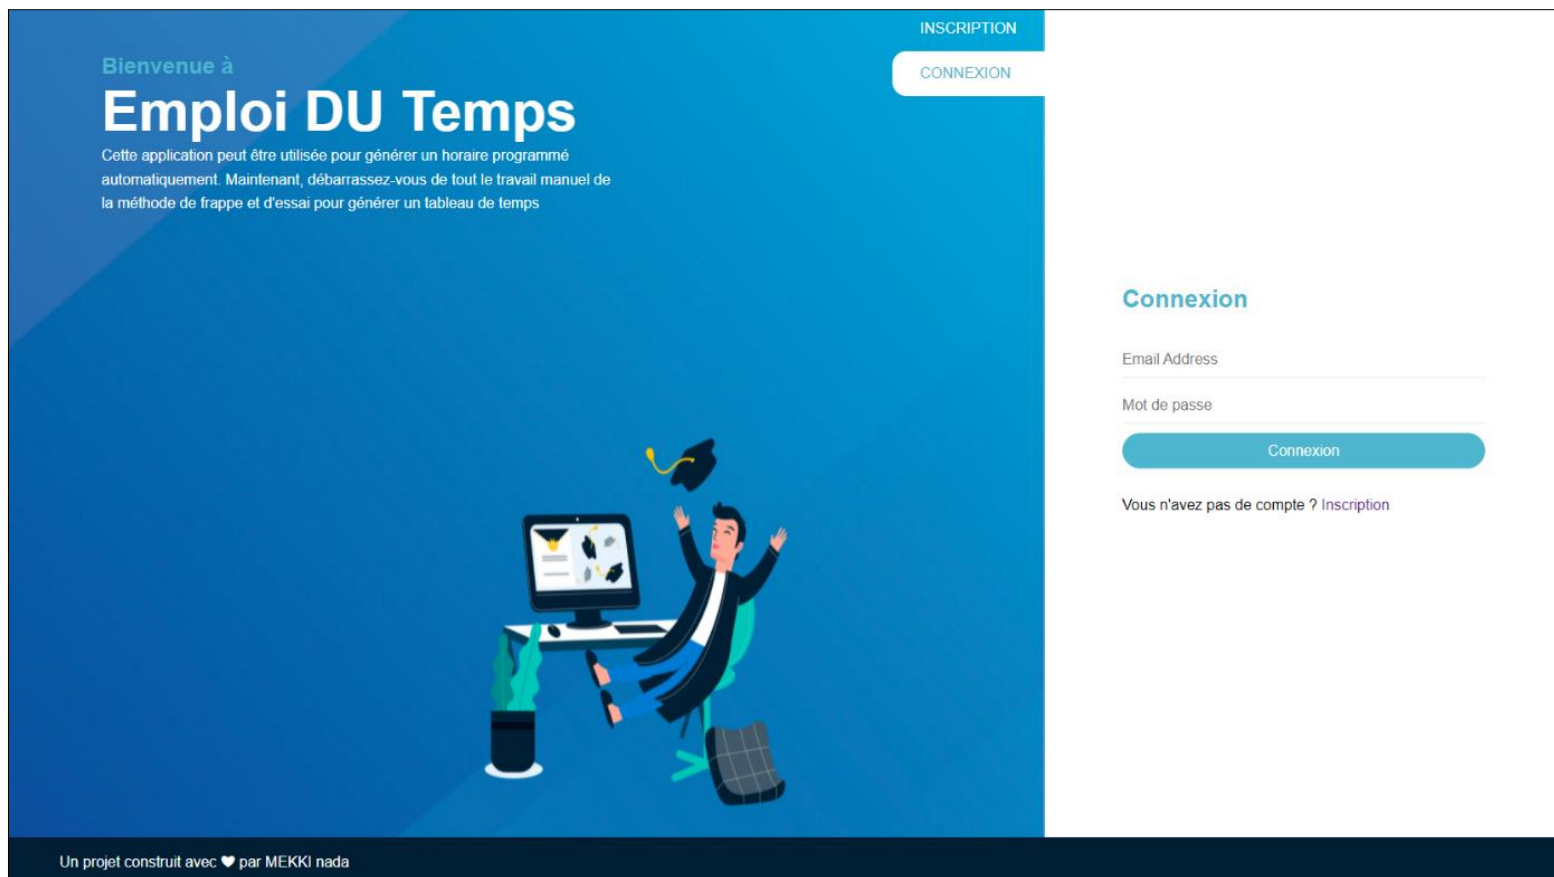 INSCRIPTION
CONNEXION
Bienvenue à
Emploi DU Temps
Cette application peut être utilisée pour générer un horaire programmé
automatiquement. Maintenant, débarrassez-vous de tout le travail manuel de
la méthode de frappe et d'essai pour générer un tableau de temps
Connexion
Email Address
Mot de passe
Connexion
Vous n'avez pas de compte ? Inscription
Un projet construit avec ❤ par MEKKI nada